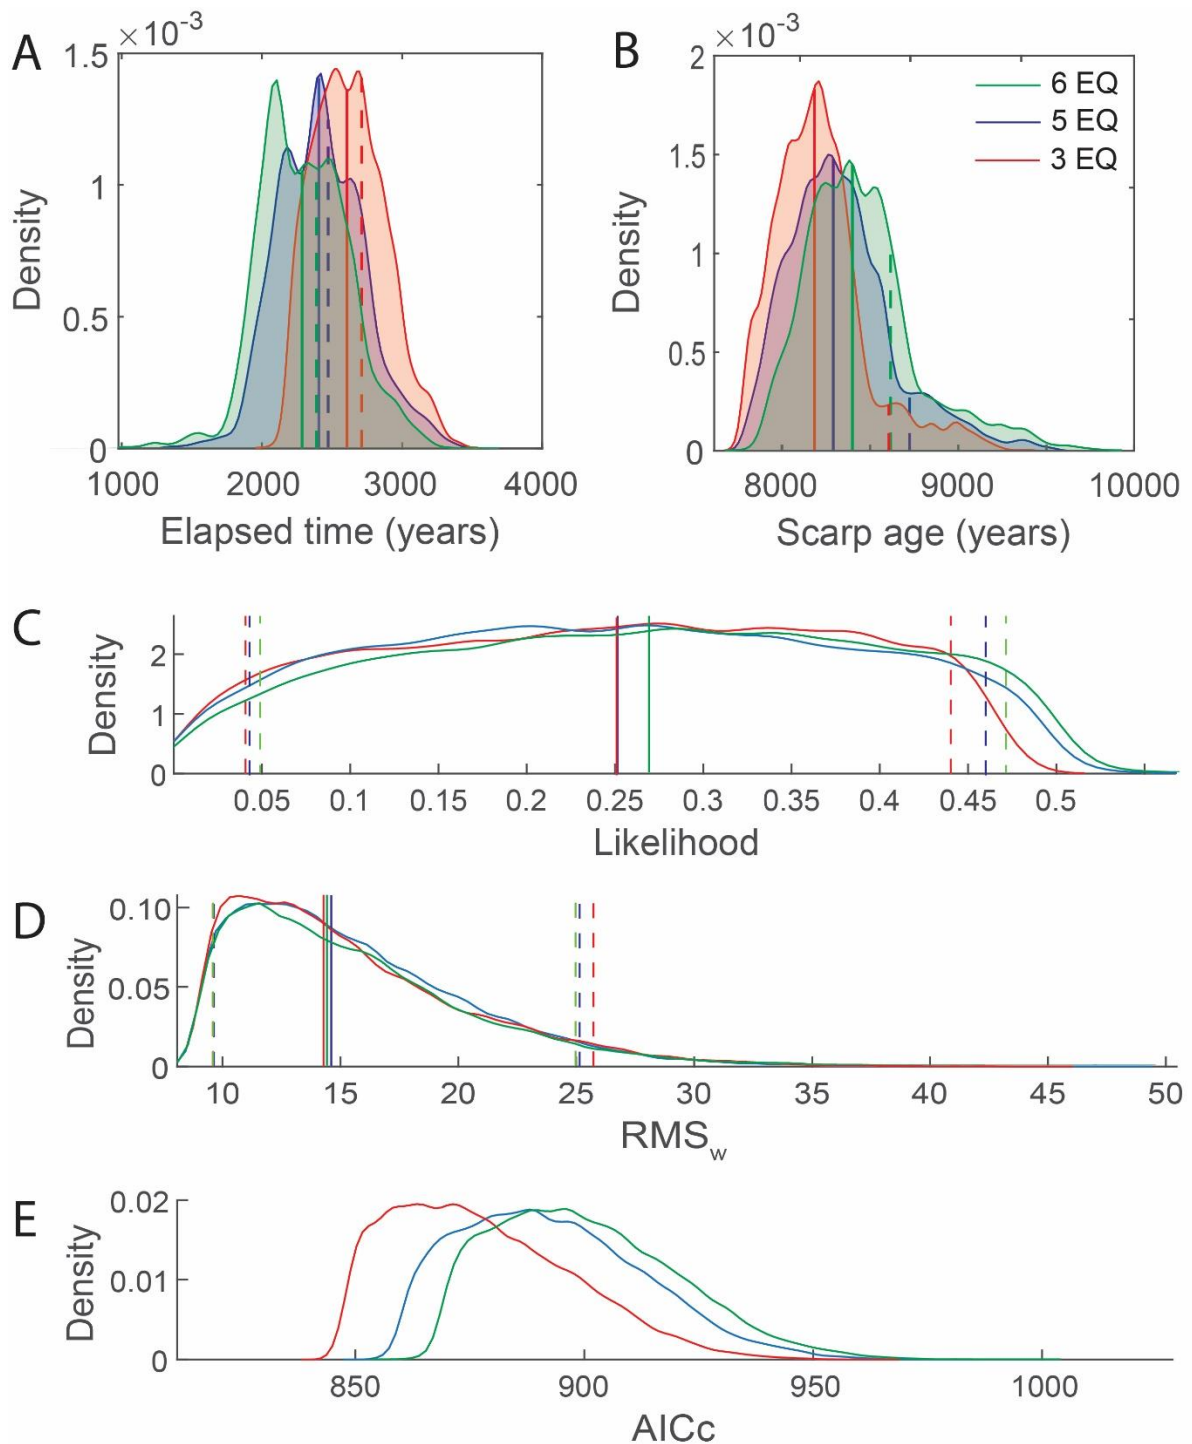 A
×10⁻³
1.5
1
0.5
0
Density
1000 2000 3000 4000
Elapsed time (years)
B
×10⁻³
2
1.5
1
0.5
0
Density
6 EQ
5 EQ
3 EQ
8000 9000 10000
Scarp age (years)
C
2
1
0
Density
0.05 0.1 0.15 0.2 0.25 0.3 0.35 0.4 0.45 0.5
Likelihood
D
0.10
0.05
0
Density
10 15 20 25 30 35 40 45 50
RMSw
E
0.02
0.01
0
Density
850 900 950 1000
AICc